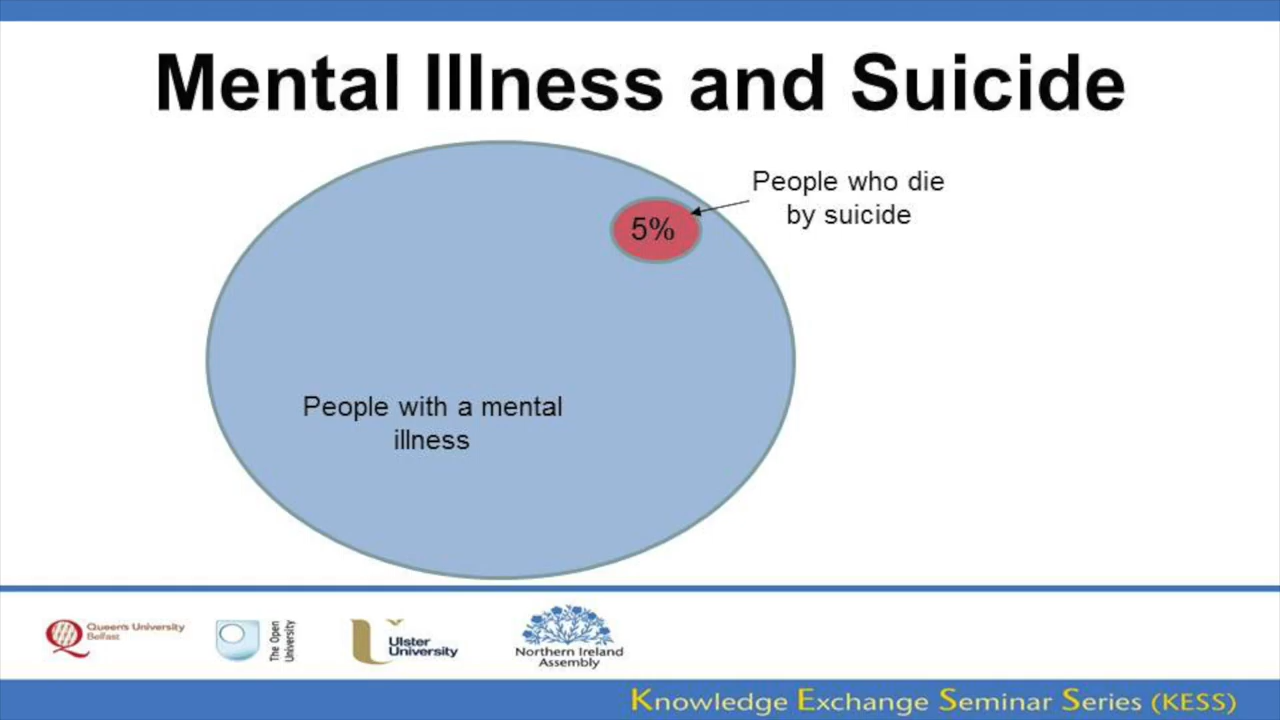 Mental Illness and Suicide
People who die
by suicide
5%
People with a mental
illness
Queen's University
Belfast
The Open
University
Ulster
University
Northern Ireland
Assembly
Knowledge Exchange Seminar Series (KESS)